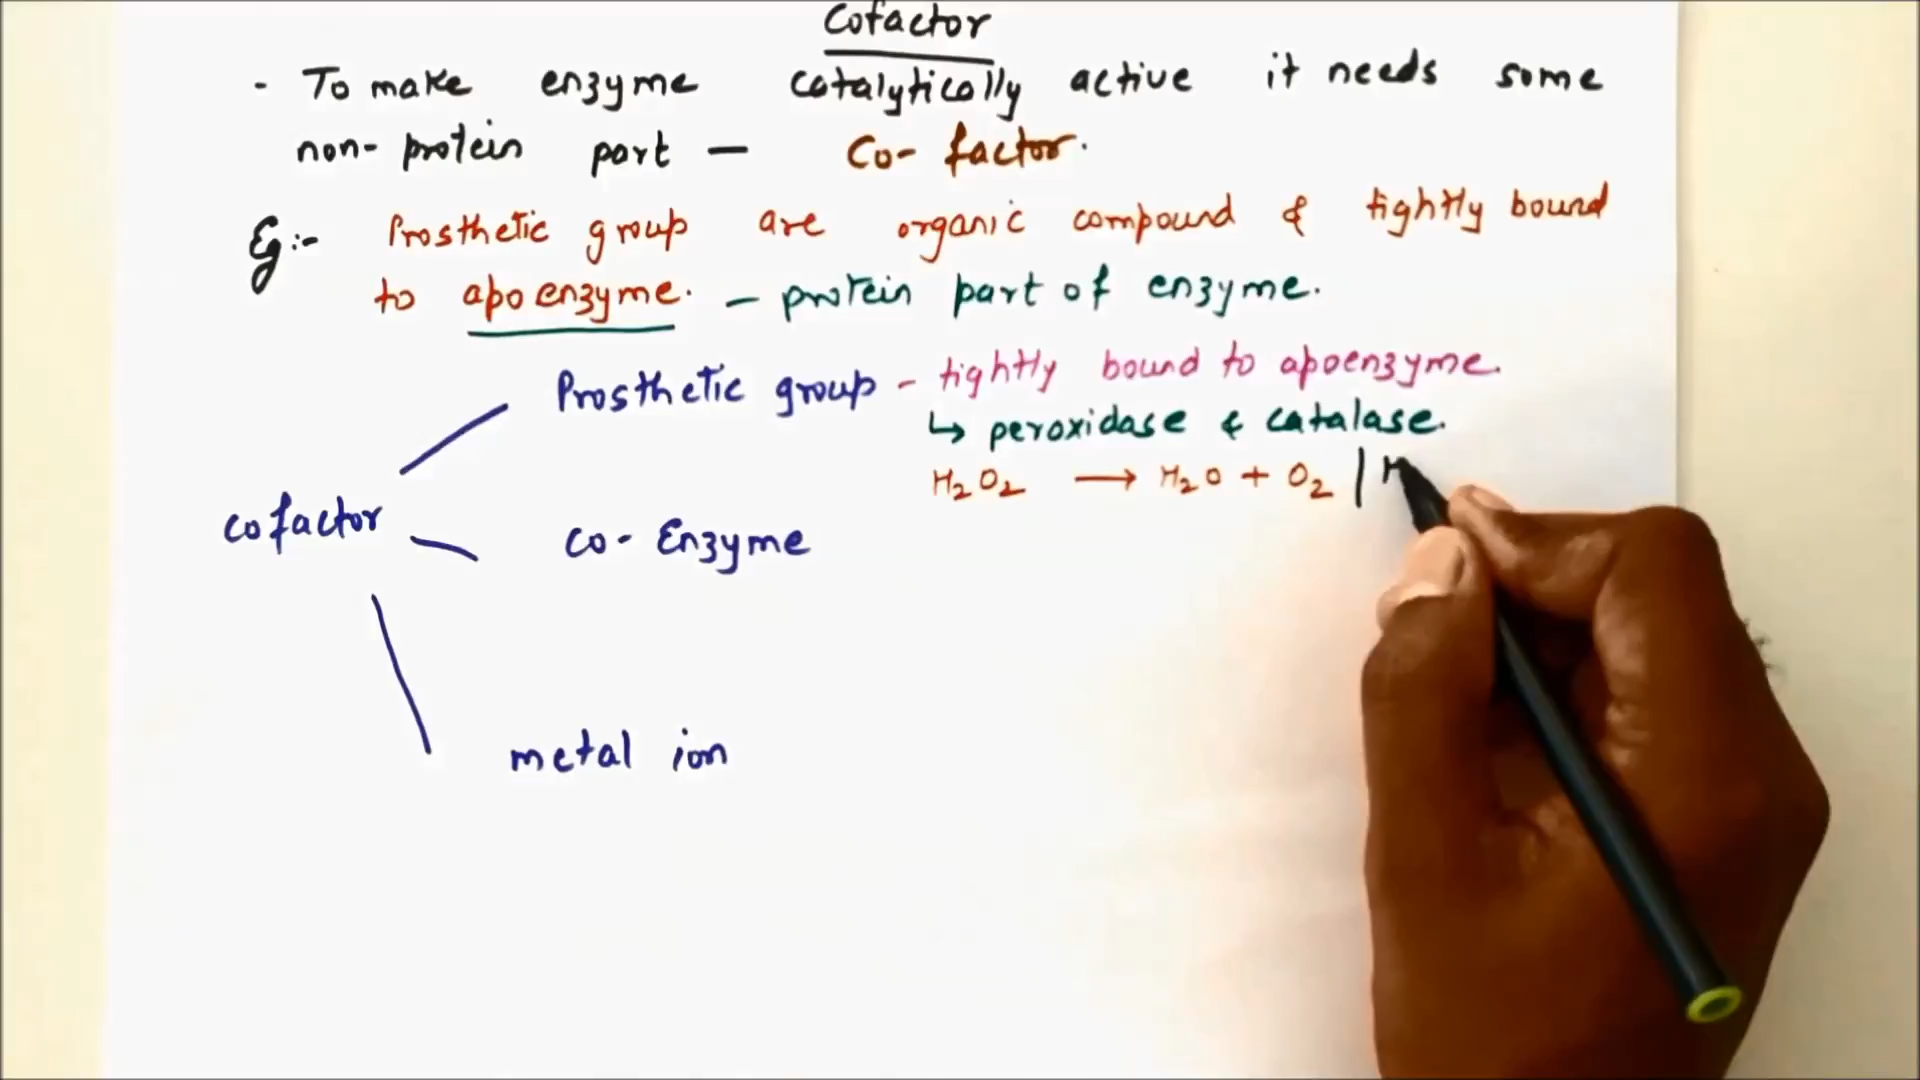 Cofactor
- To make enzyme catalytically active it needs some
non-protein part — Co-factor.
Eg:- Prosthetic group are organic compound & tightly bound
to apoenzyme. - protein part of enzyme.
Prosthetic group - tightly bound to apoenzyme.
↳ peroxidase & catalase.
H₂O₂ → H₂O + O₂ |
cofactor
co-Enzyme
metal ion